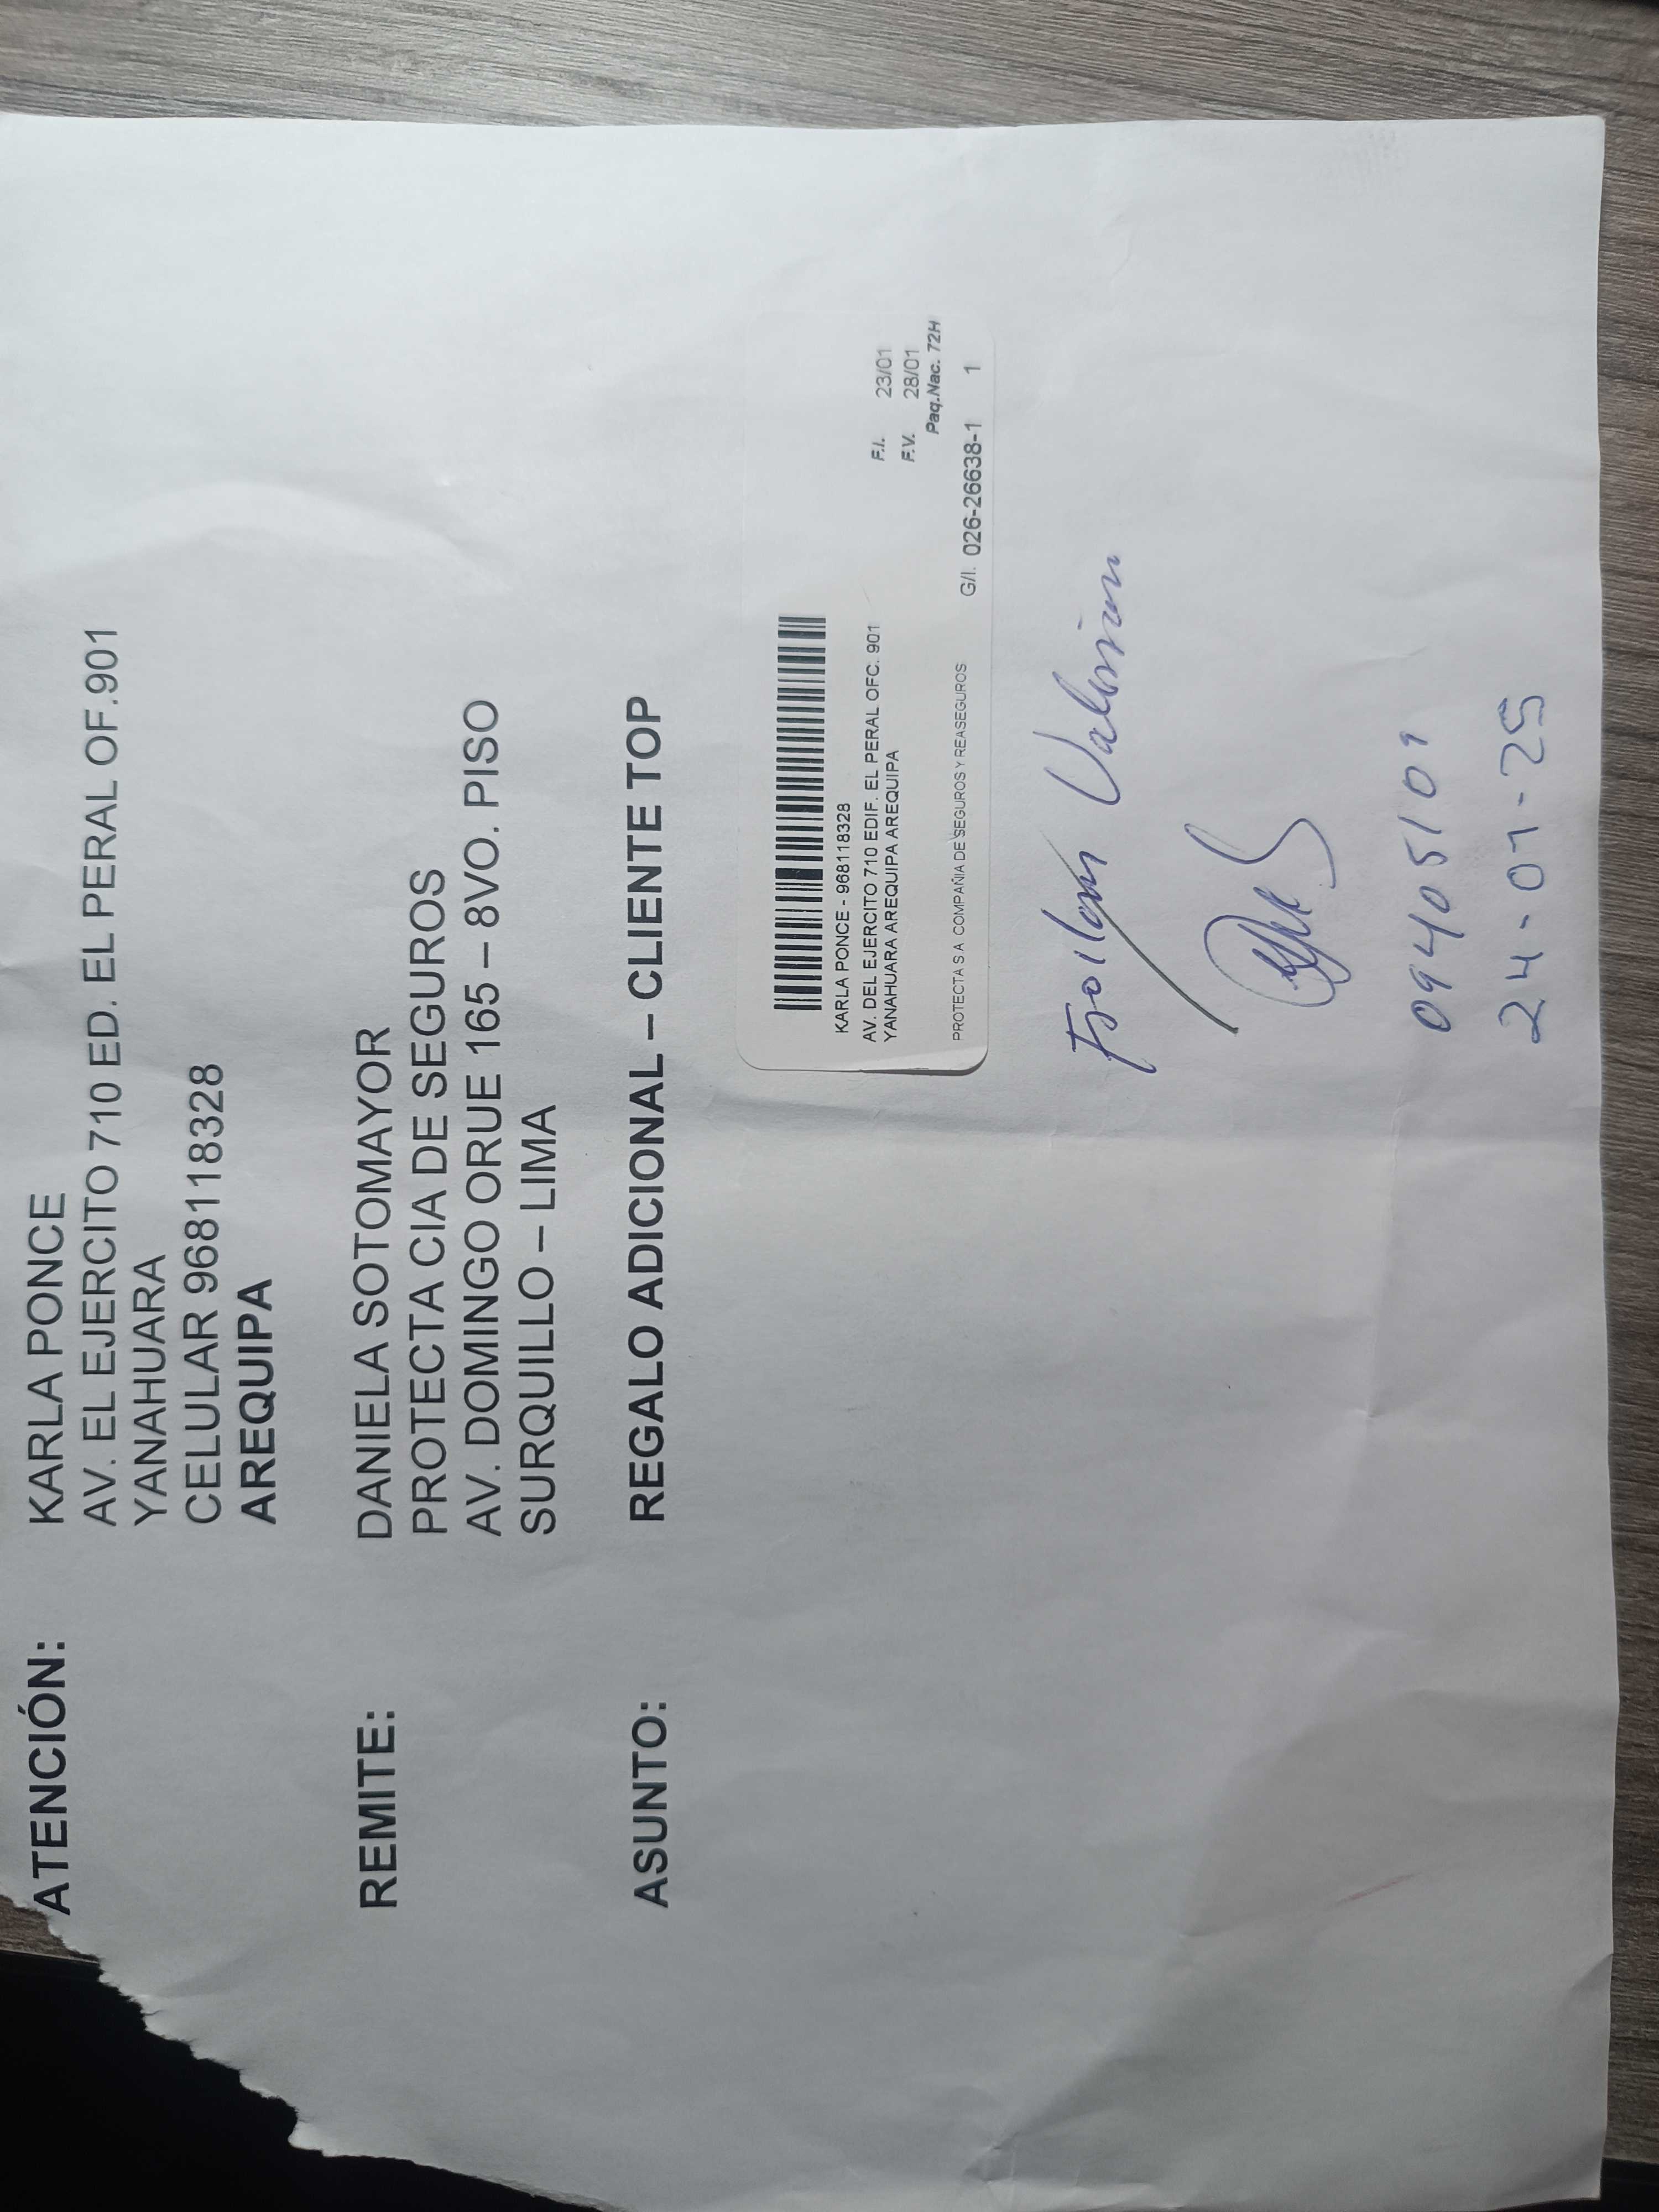 ATENCIÓN: KARLA PONCE
AV. EL EJERCITO 710 ED. EL PERAL OF.901
YANAHUARA
CELULAR 968118328
AREQUIPA
REMITE: DANIELA SOTOMAYOR
PROTECTA CIA DE SEGUROS
AV. DOMINGO ORUE 165 – 8VO. PISO
SURQUILLO – LIMA
ASUNTO: REGALO ADICIONAL – CLIENTE TOP
KARLA PONCE - 968118328
AV. DEL EJERCITO 710 EDIF. EL PERAL OFC. 901
YANAHUARA AREQUIPA AREQUIPA
F.I. 23/01
F.V. 28/01
Paq.Nac. 72H
PROTECTA S.A COMPAÑIA DE SEGUROS Y REASEGUROS
G/I. 026-26638-1 1
Froilán
09405101
24-01-25